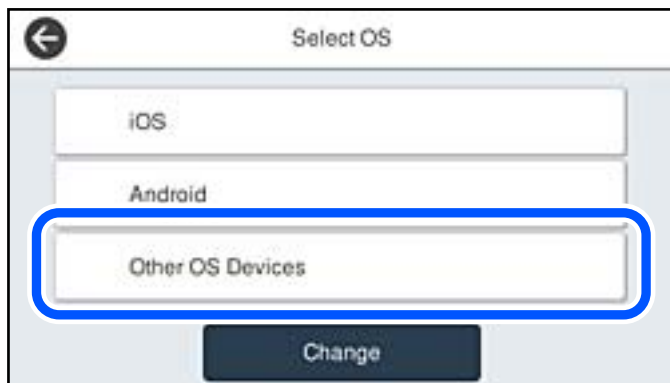 Select OS
iOS
Android
Other OS Devices
Change